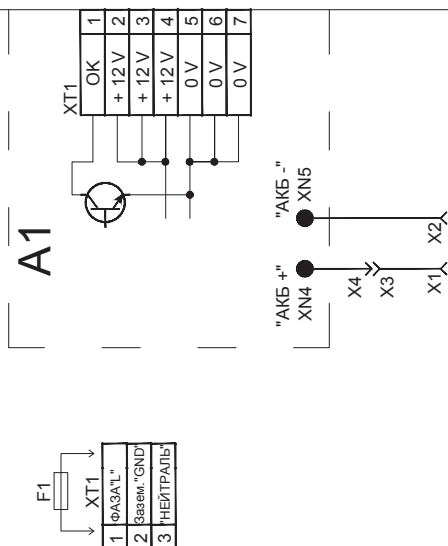 XT1
OK 1
+ 12 V 2
+ 12 V 3
+ 12 V 4
0 V 5
0 V 6
0 V 7
A1
"АКБ -"
XN5
"АКБ +"
XN4
X4
X3
X2
X1
F1
XT1
1 ФАЗА"L"
2 Зазем."GND"
3 "НЕЙТРАЛЬ"